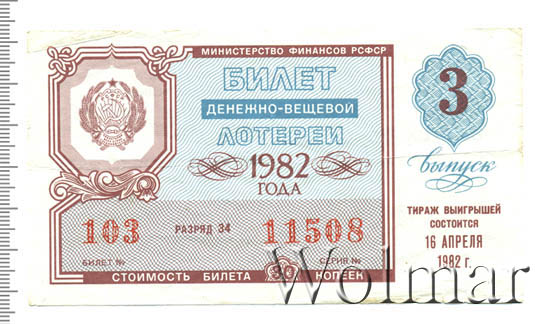 МИНИСТЕРСТВО ФИНАНСОВ РСФСР
БИЛЕТ
ДЕНЕЖНО-ВЕЩЕВОЙ
ЛОТЕРЕИ
1982
ГОДА
103 РАЗРЯД 34 11508
БИЛЕТ № СЕРИЯ №
СТОИМОСТЬ БИЛЕТА 30 КОПЕЕК
3
выпуск
ТИРАЖ ВЫИГРЫШЕЙ
СОСТОИТСЯ
16 АПРЕЛЯ
1982 г.
Wolmar